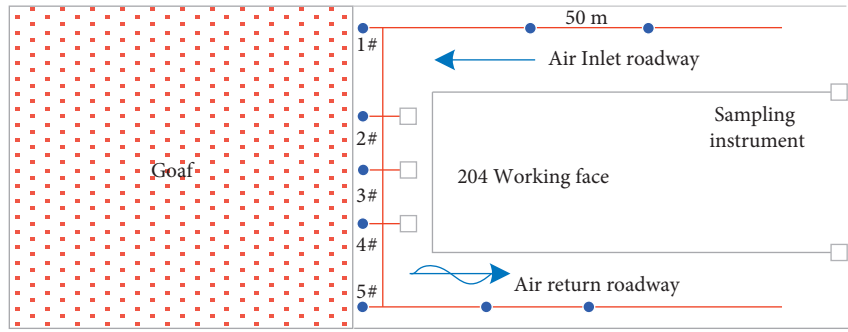 50 m
1#
Air Inlet roadway
Sampling
instrument
2#
Goaf
204 Working face
3#
4#
Air return roadway
5#